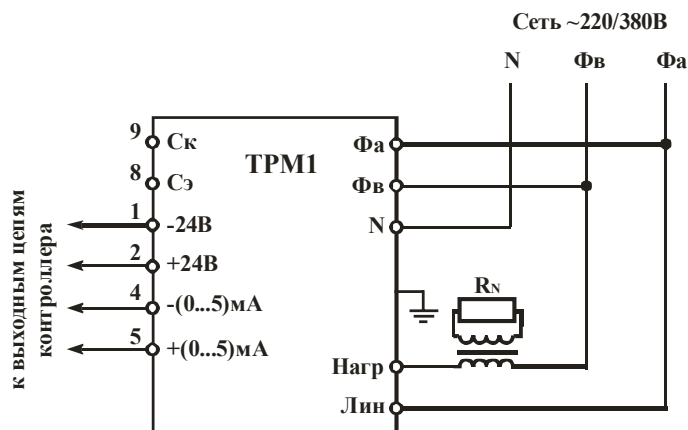 Сеть ~220/380В
N Фв Фа
9 Ск
ТРМ1
Фа
8 Сэ
Фв
1 -24В
N
2 +24В
4 -(0...5)мА
5 +(0...5)мА
к выходным цепям
контроллера
RN
Нагр
Лин